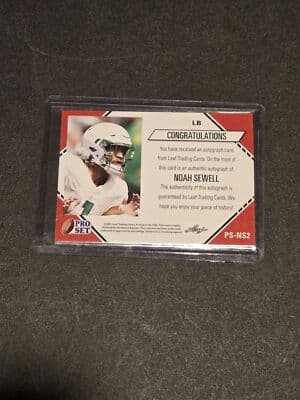 LB
CONGRATULATIONS
You have received an autograph card
from Leaf Trading Cards. On the front of
this card is an authentic autograph of
NOAH SEWELL
The authenticity of this autograph is
guaranteed by Leaf Trading Cards. We
hope you enjoy your piece of history!
PRO
SET
Leaf
PS-NS2